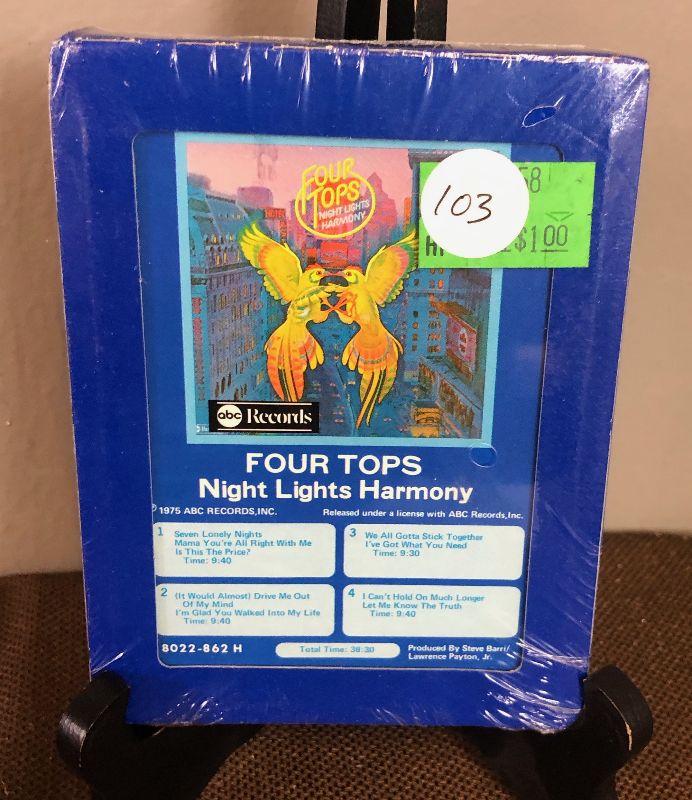 FOUR
TOPS
NIGHT LIGHTS
HARMONY
HOTEL
58
103
$1.00
abc Records
FOUR TOPS
Night Lights Harmony
℗ 1975 ABC RECORDS,INC. Released under a license with ABC Records,Inc.
1 Seven Lonely Nights
Mama You're All Right With Me
Is This The Price?
Time: 9:40
2 (It Would Almost) Drive Me Out
Of My Mind
I'm Glad You Walked Into My Life
Time: 9:40
3 We All Gotta Stick Together
I've Got What You Need
Time: 9:30
4 I Can't Hold On Much Longer
Let Me Know The Truth
Time: 9:40
8022-862 H
Total Time: 38:30
Produced By Steve Barri/
Lawrence Payton, Jr.